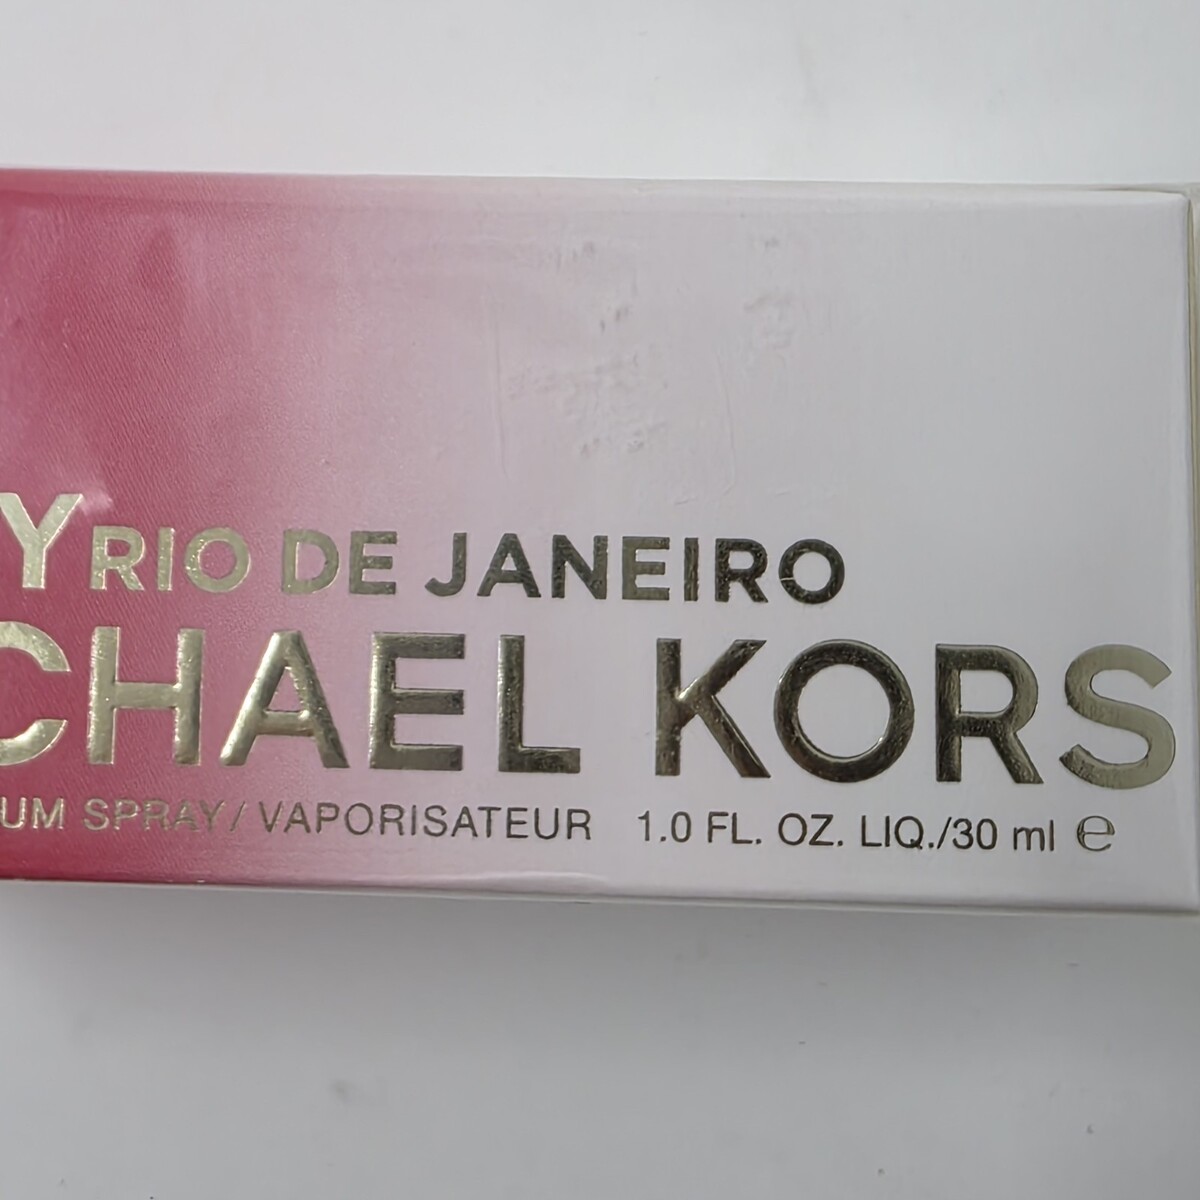 Y RIO DE JANEIRO
CHAEL KORS
UM SPRAY / VAPORISATEUR 1.0 FL. OZ. LIQ./30 ml ℮